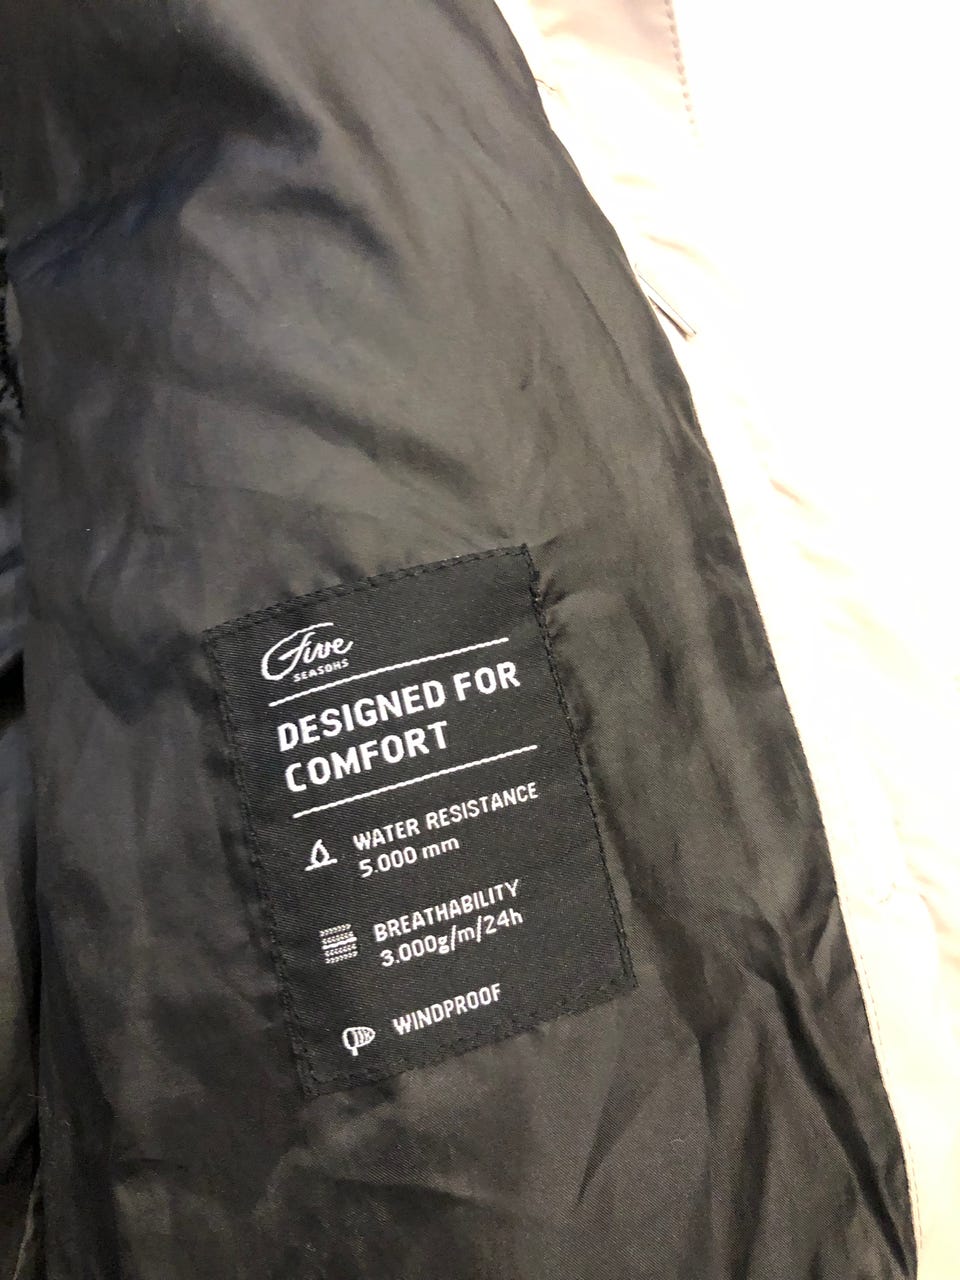 Five
SEASONS
DESIGNED FOR
COMFORT
WATER RESISTANCE
5.000 mm
BREATHABILITY
3.000g/m/24h
WINDPROOF